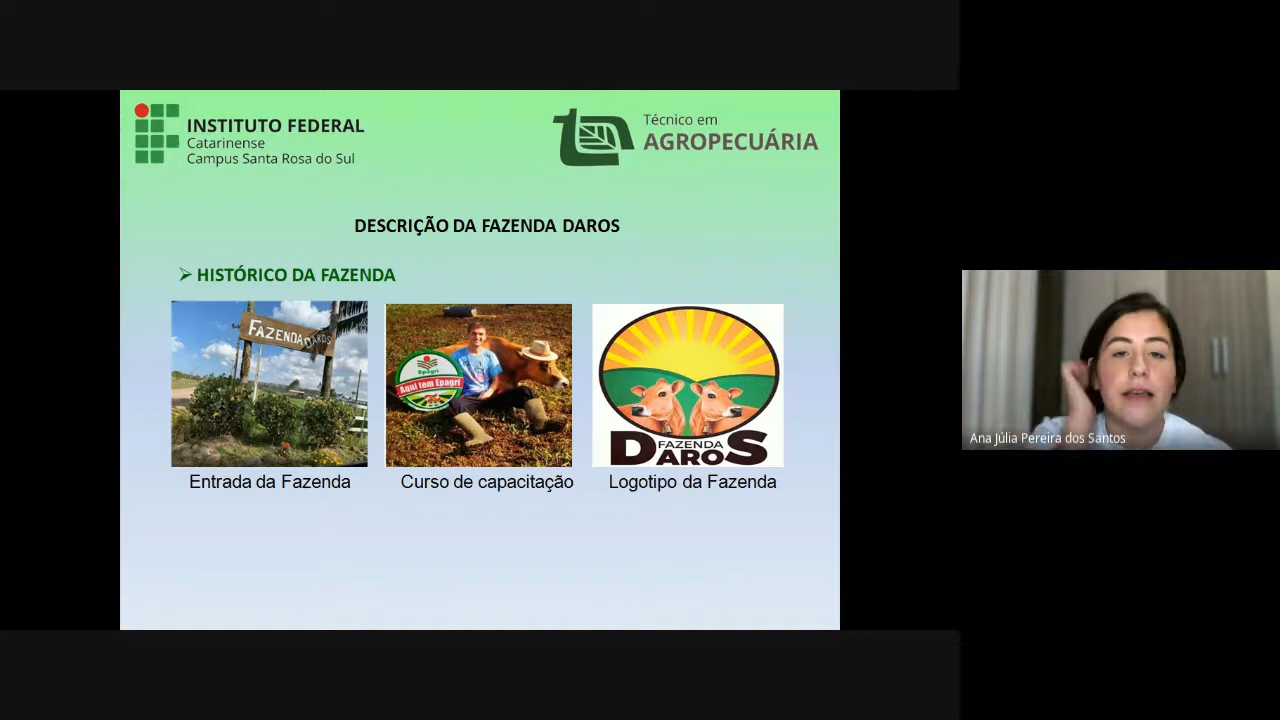 INSTITUTO FEDERAL
Catarinense
Campus Santa Rosa do Sul
Técnico em
AGROPECUÁRIA
DESCRIÇÃO DA FAZENDA DAROS
➢ HISTÓRICO DA FAZENDA
FAZENDA DAROS
Epagri
Aqui tem Epagri
FAZENDA
DAROS
Entrada da Fazenda
Curso de capacitação
Logotipo da Fazenda
Ana Júlia Pereira dos Santos